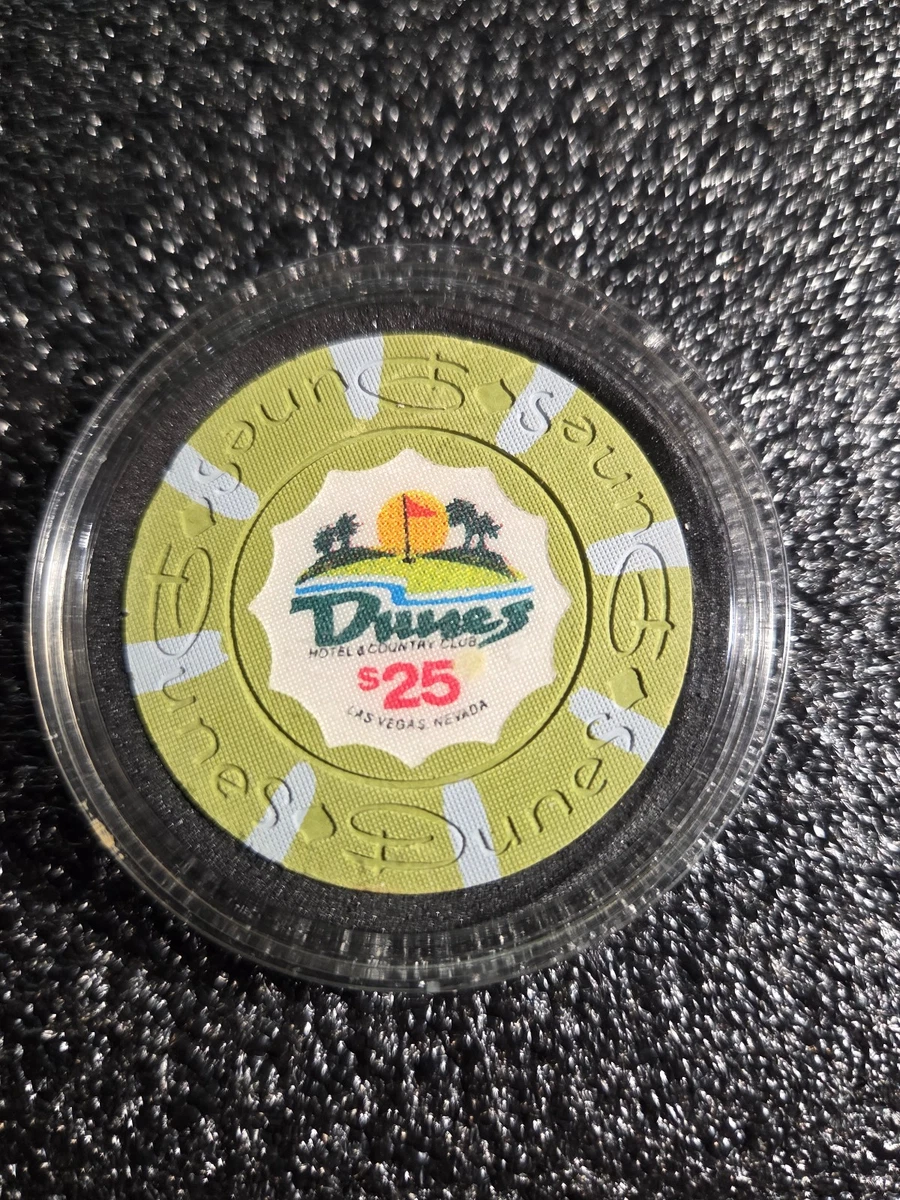 Dunes
HOTEL & COUNTRY CLUB
$25
LAS VEGAS, NEVADA
Dunes
Dunes
Dunes
Dunes